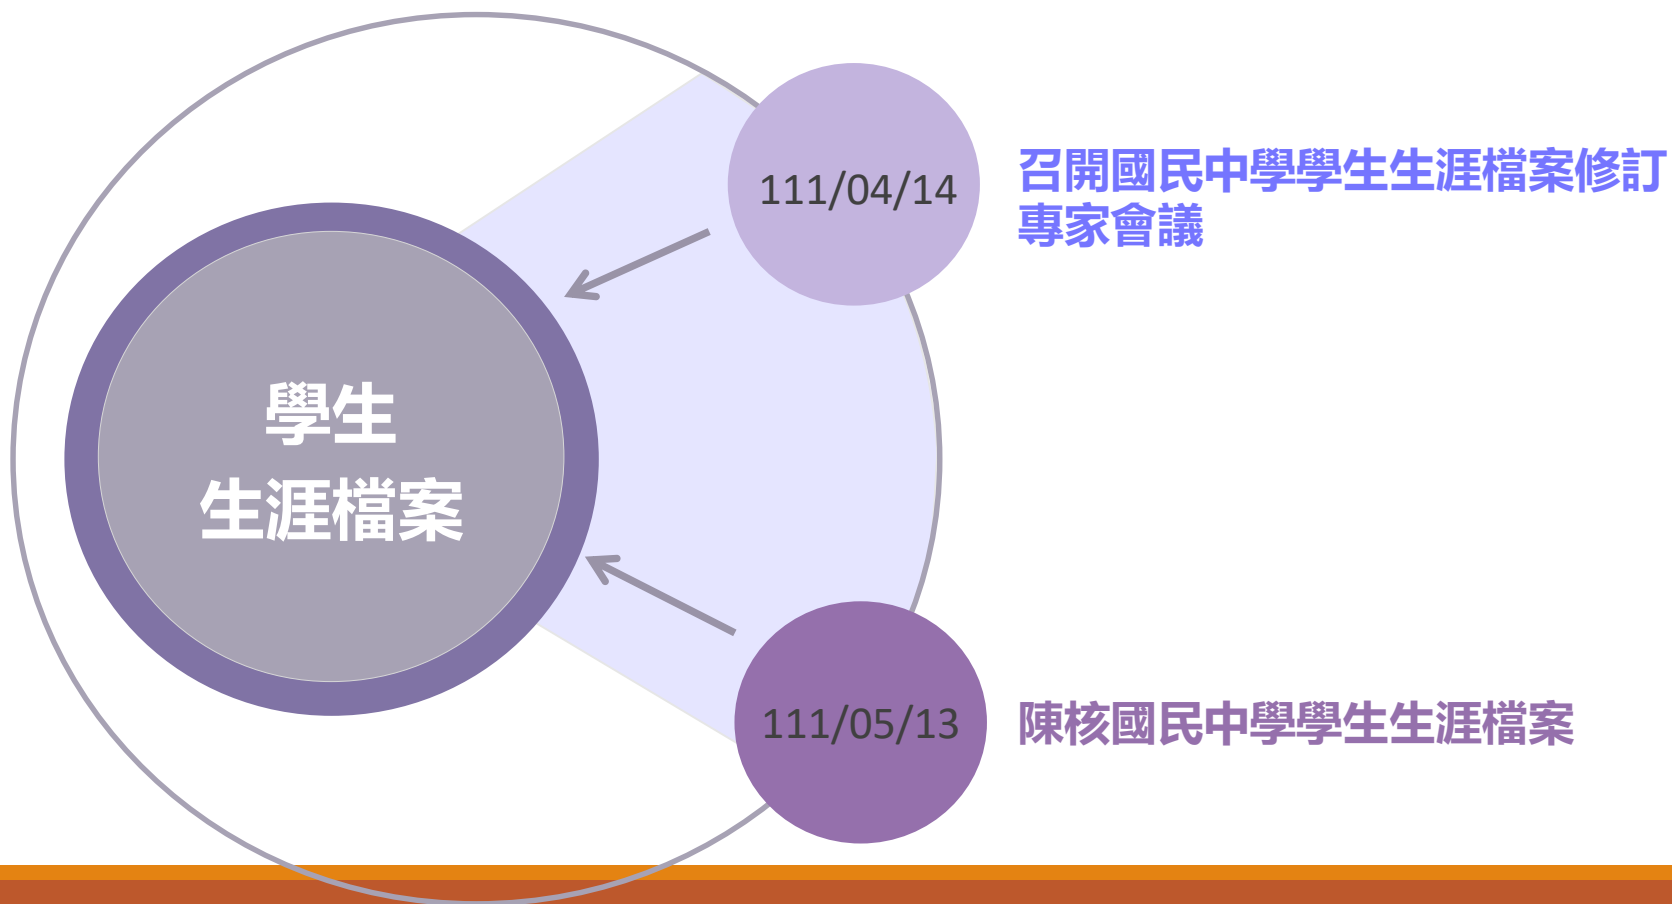 學生
生涯檔案
111/04/14
召開國民中學學生生涯檔案修訂
專家會議
111/05/13
陳核國民中學學生生涯檔案